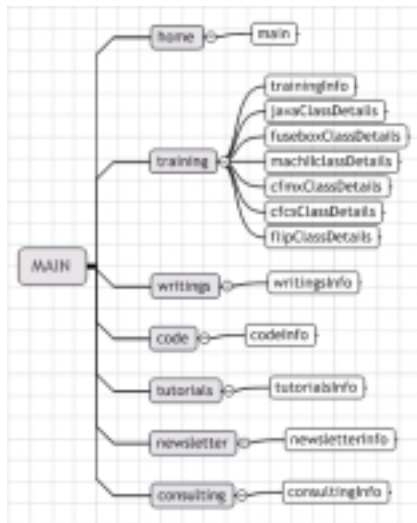 home
main
trainingInfo
javaClassDetails
fuseboxClassDetails
training
machiiclassDetails
cfmxClassDetails
cfcsClassDetails
flipClassDetails
MAIN
writings
writingsInfo
code
codeInfo
tutorials
tutorialsInfo
newsletter
newsletterInfo
consulting
consultingInfo